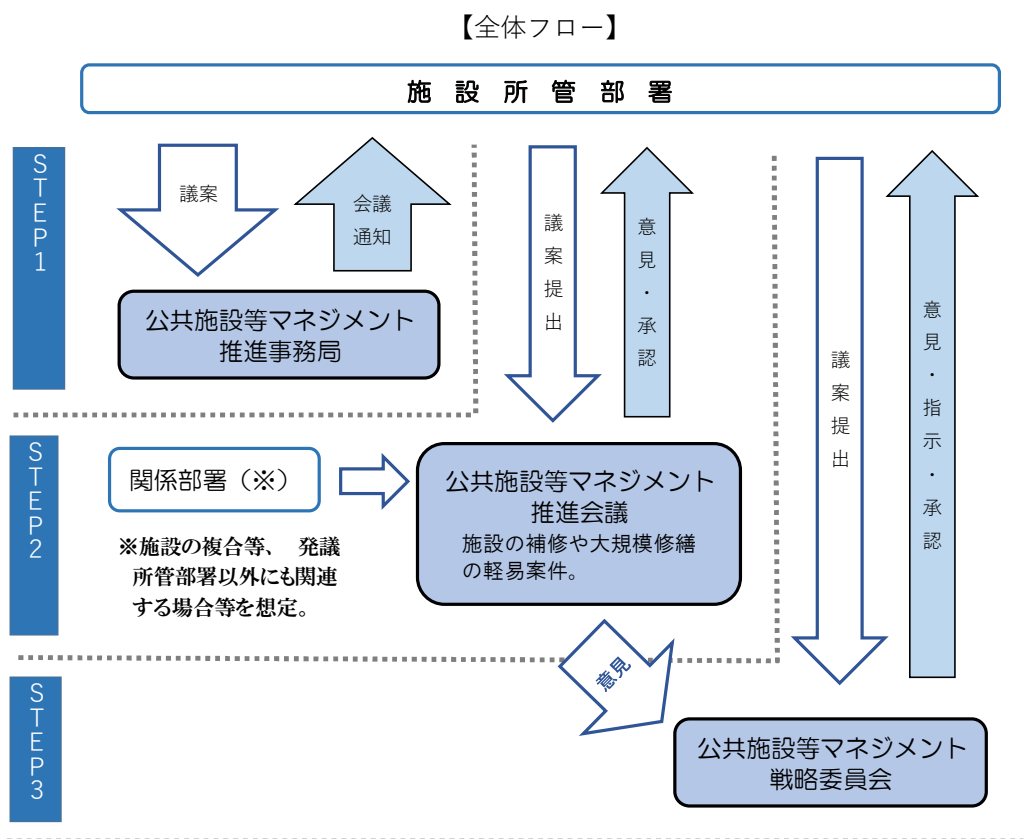 【全体フロー】
施設所管部署
STEP1
議案
会議
通知
公共施設等マネジメント
推進事務局
議案提出
意見・承認
議案提出
意見・指示・承認
STEP2
関係部署（※）
※施設の複合等、　発議
所管部署以外にも関連
する場合等を想定。
公共施設等マネジメント
推進会議
施設の補修や大規模修繕
の軽易案件。
意見
STEP3
公共施設等マネジメント
戦略委員会